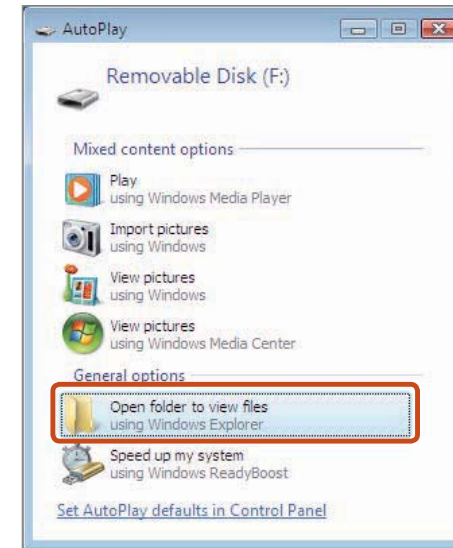 AutoPlay
Removable Disk (F:)
Mixed content options
Play
using Windows Media Player
Import pictures
using Windows
View pictures
using Windows
View pictures
using Windows Media Center
General options
Open folder to view files
using Windows Explorer
Speed up my system
using Windows ReadyBoost
Set AutoPlay defaults in Control Panel